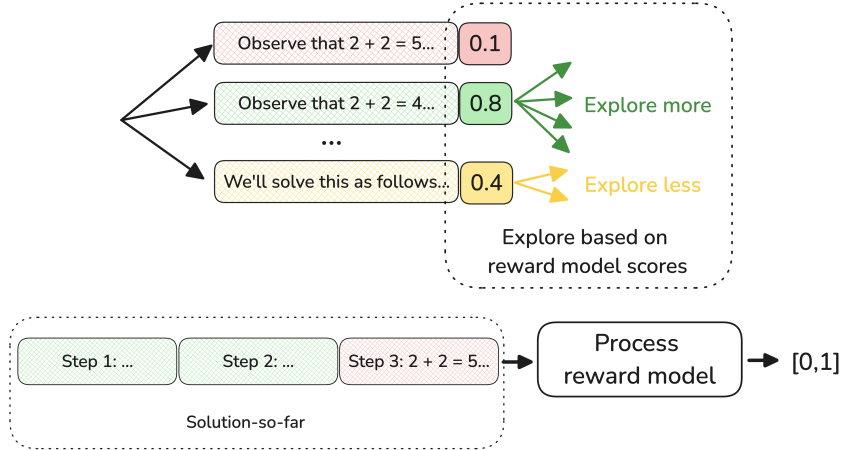 Observe that 2 + 2 = 5... 0.1
Observe that 2 + 2 = 4... 0.8 Explore more
...
We'll solve this as follows... 0.4 Explore less
Explore based on
reward model scores
Step 1: ... Step 2: ... Step 3: 2 + 2 = 5...
Solution-so-far
Process
reward model
[0,1]